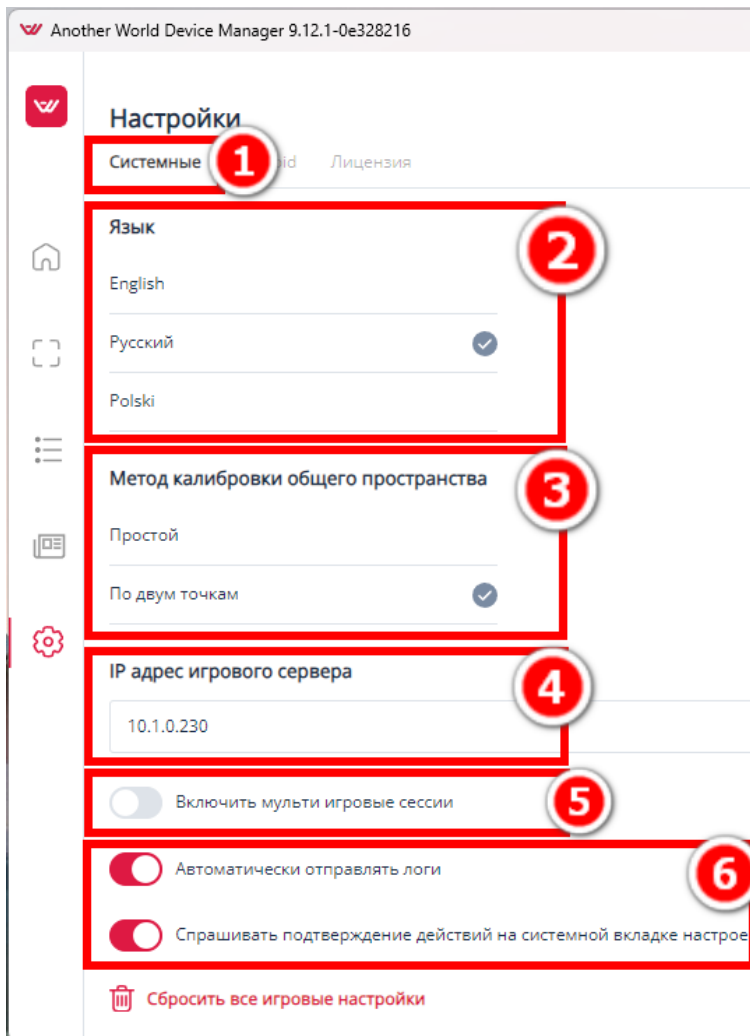 Another World Device Manager 9.12.1-0e328216
Настройки
Системные 1 id Лицензия
Язык 2
English
Русский
Polski
Метод калибровки общего пространства 3
Простой
По двум точкам
IP адрес игрового сервера 4
10.1.0.230
Включить мульти игровые сессии 5
Автоматически отправлять логи 6
Спрашивать подтверждение действий на системной вкладке настрое
Сбросить все игровые настройки